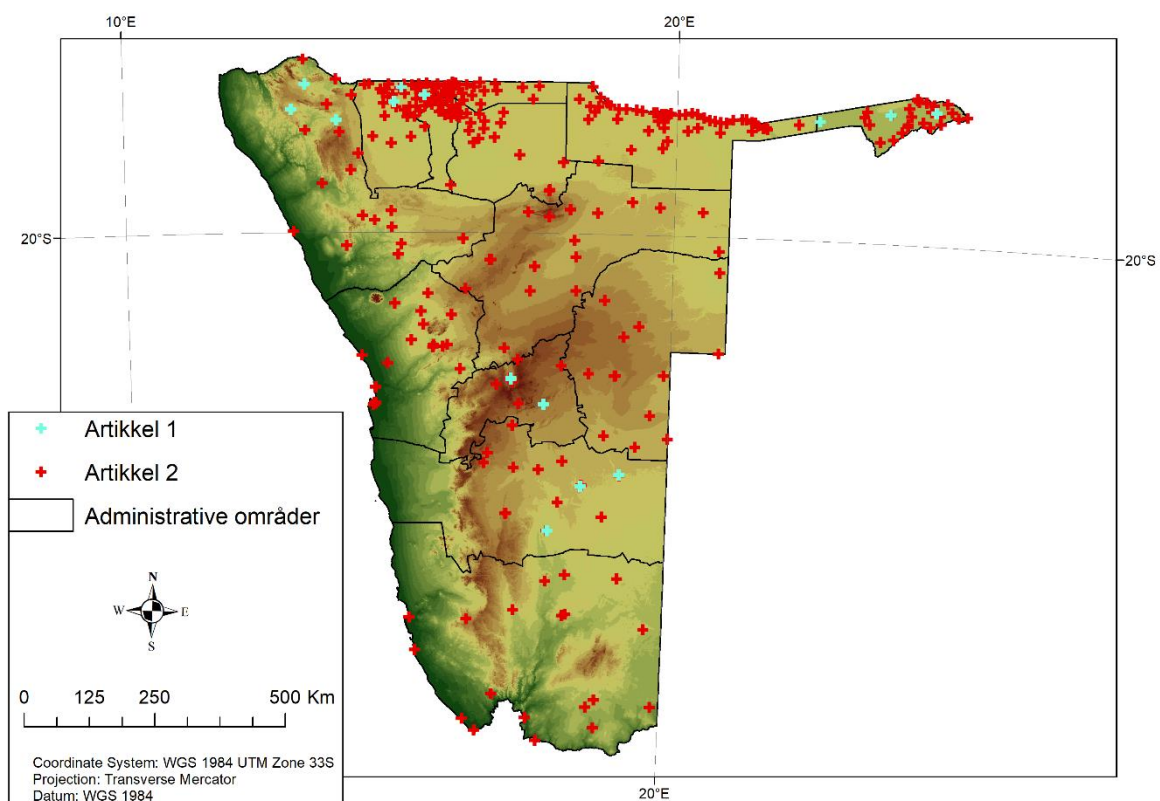 10°E
20°E
20°S
20°S
Artikkel 1
Artikkel 2
Administrative områder
N
W
E
S
0 125 250 500 Km
Coordinate System: WGS 1984 UTM Zone 33S
Projection: Transverse Mercator
Datum: WGS 1984
20°E